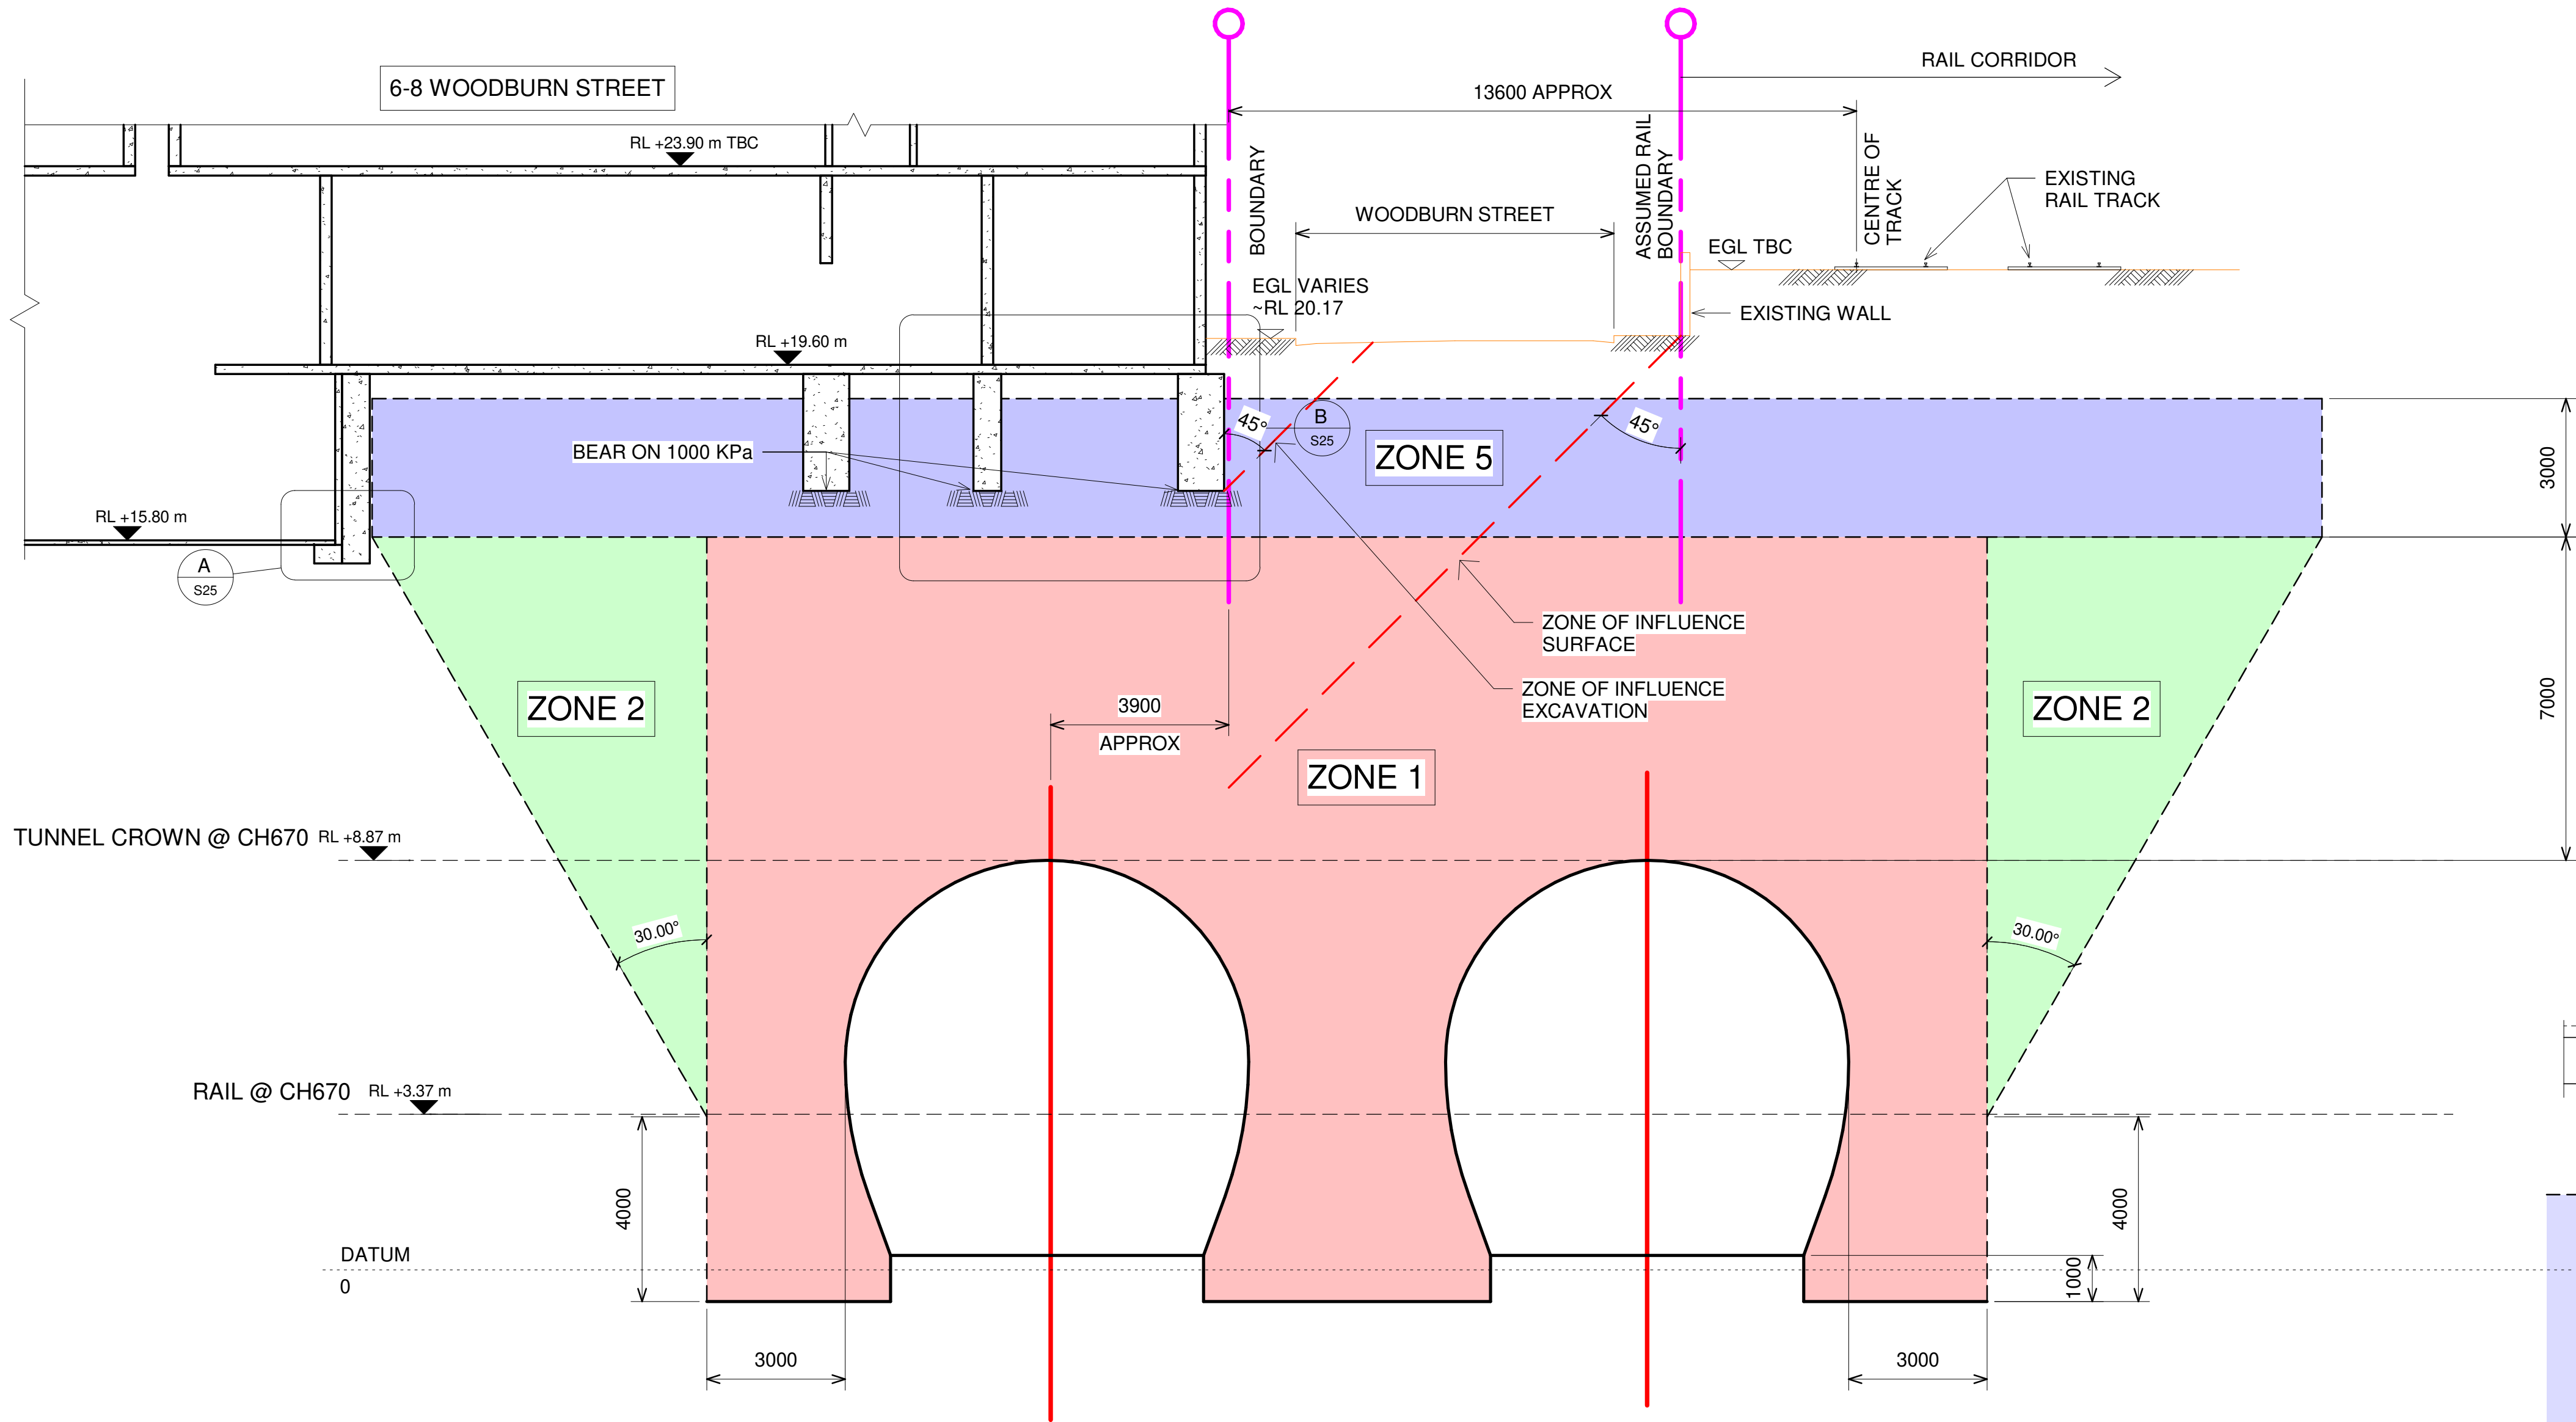 RAIL CORRIDOR
6-8 WOODBURN STREET
13600 APPROX
RL +23.90 m TBC
BOUNDARY
ASSUMED RAIL
BOUNDARY
CENTRE OF
TRACK
EXISTING
RAIL TRACK
WOODBURN STREET
EGL TBC
EGL VARIES
~RL 20.17
EXISTING WALL
RL +19.60 m
45°
B
S25
45°
BEAR ON 1000 KPa
ZONE 5
3000
RL +15.80 m
A
S25
ZONE OF INFLUENCE
SURFACE
ZONE OF INFLUENCE
EXCAVATION
ZONE 2
3900
APPROX
ZONE 2
7000
ZONE 1
TUNNEL CROWN @ CH670
RL +8.87 m
30.00°
30.00°
RAIL @ CH670
RL +3.37 m
4000
4000
DATUM
0
1000
3000
3000